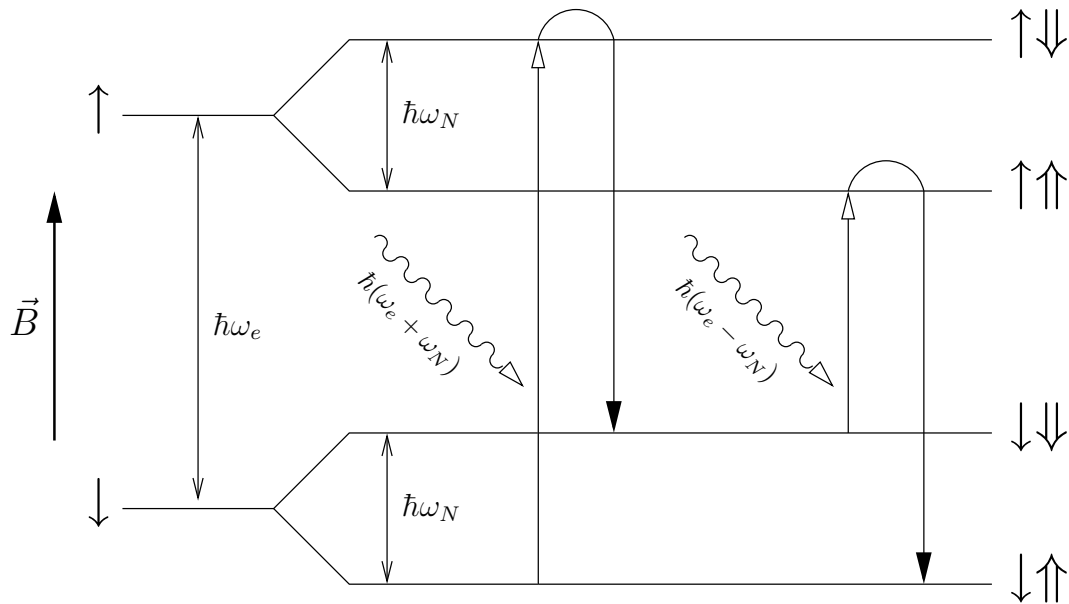 ↑⇓
↑
ħω_N
↑⇑
B⃗
ħω_e
ħ(ω_e + ω_N)
ħ(ω_e − ω_N)
↓⇓
↓
ħω_N
↓⇑